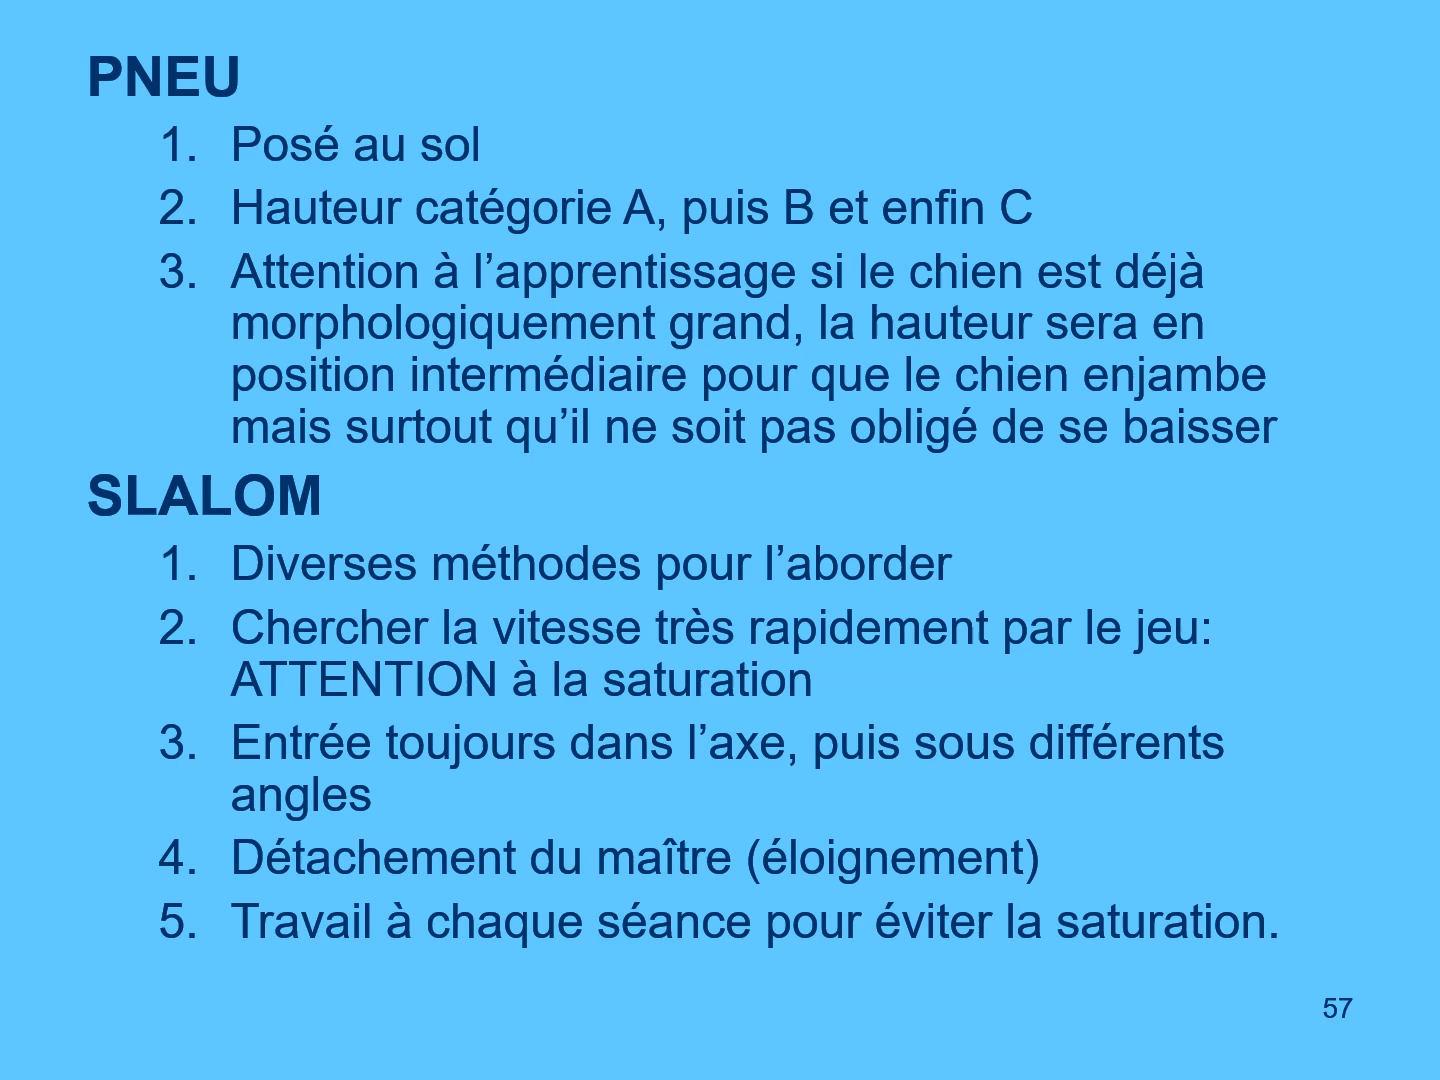 PNEU
1. Posé au sol
2. Hauteur catégorie A, puis B et enfin C
3. Attention à l’apprentissage si le chien est déjà
morphologiquement grand, la hauteur sera en
position intermédiaire pour que le chien enjambe
mais surtout qu’il ne soit pas obligé de se baisser
SLALOM
1. Diverses méthodes pour l’aborder
2. Chercher la vitesse très rapidement par le jeu:
ATTENTION à la saturation
3. Entrée toujours dans l’axe, puis sous différents
angles
4. Détachement du maître (éloignement)
5. Travail à chaque séance pour éviter la saturation.
57